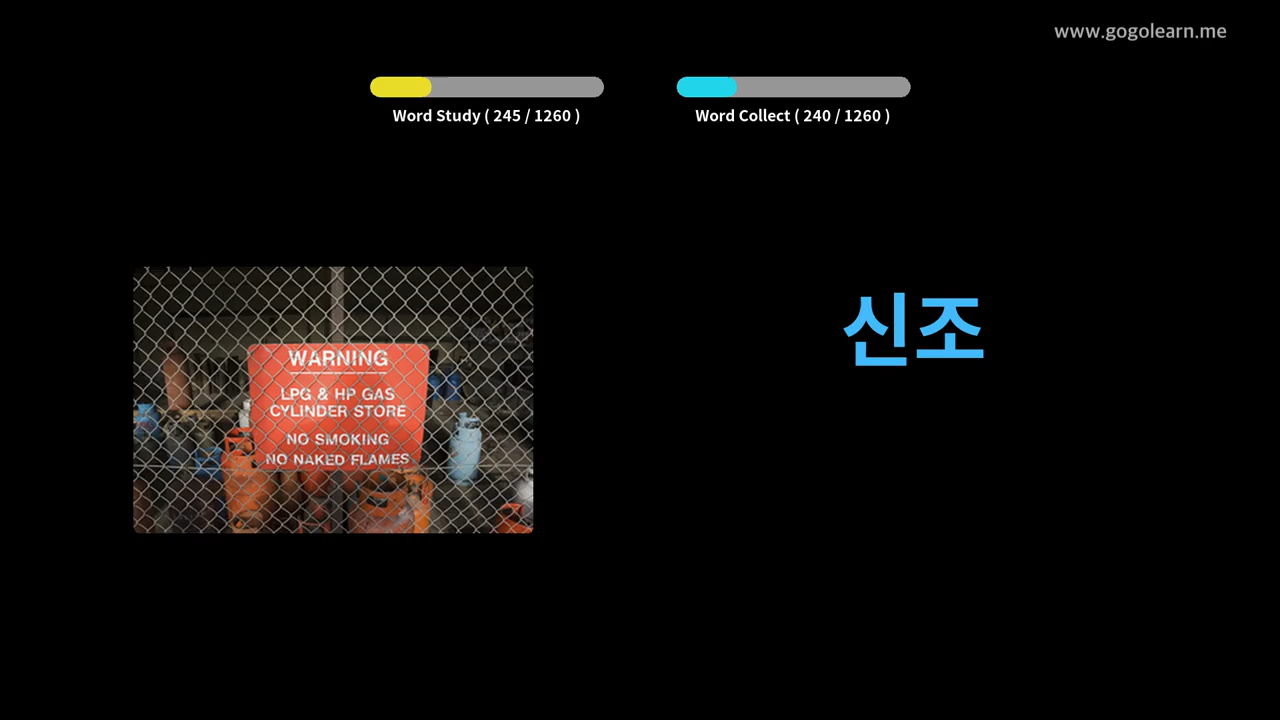 www.gogolearn.me
Word Study ( 245 / 1260 )
Word Collect ( 240 / 1260 )
신조
WARNING
LPG & HP GAS
CYLINDER STORE
NO SMOKING
NO NAKED FLAMES